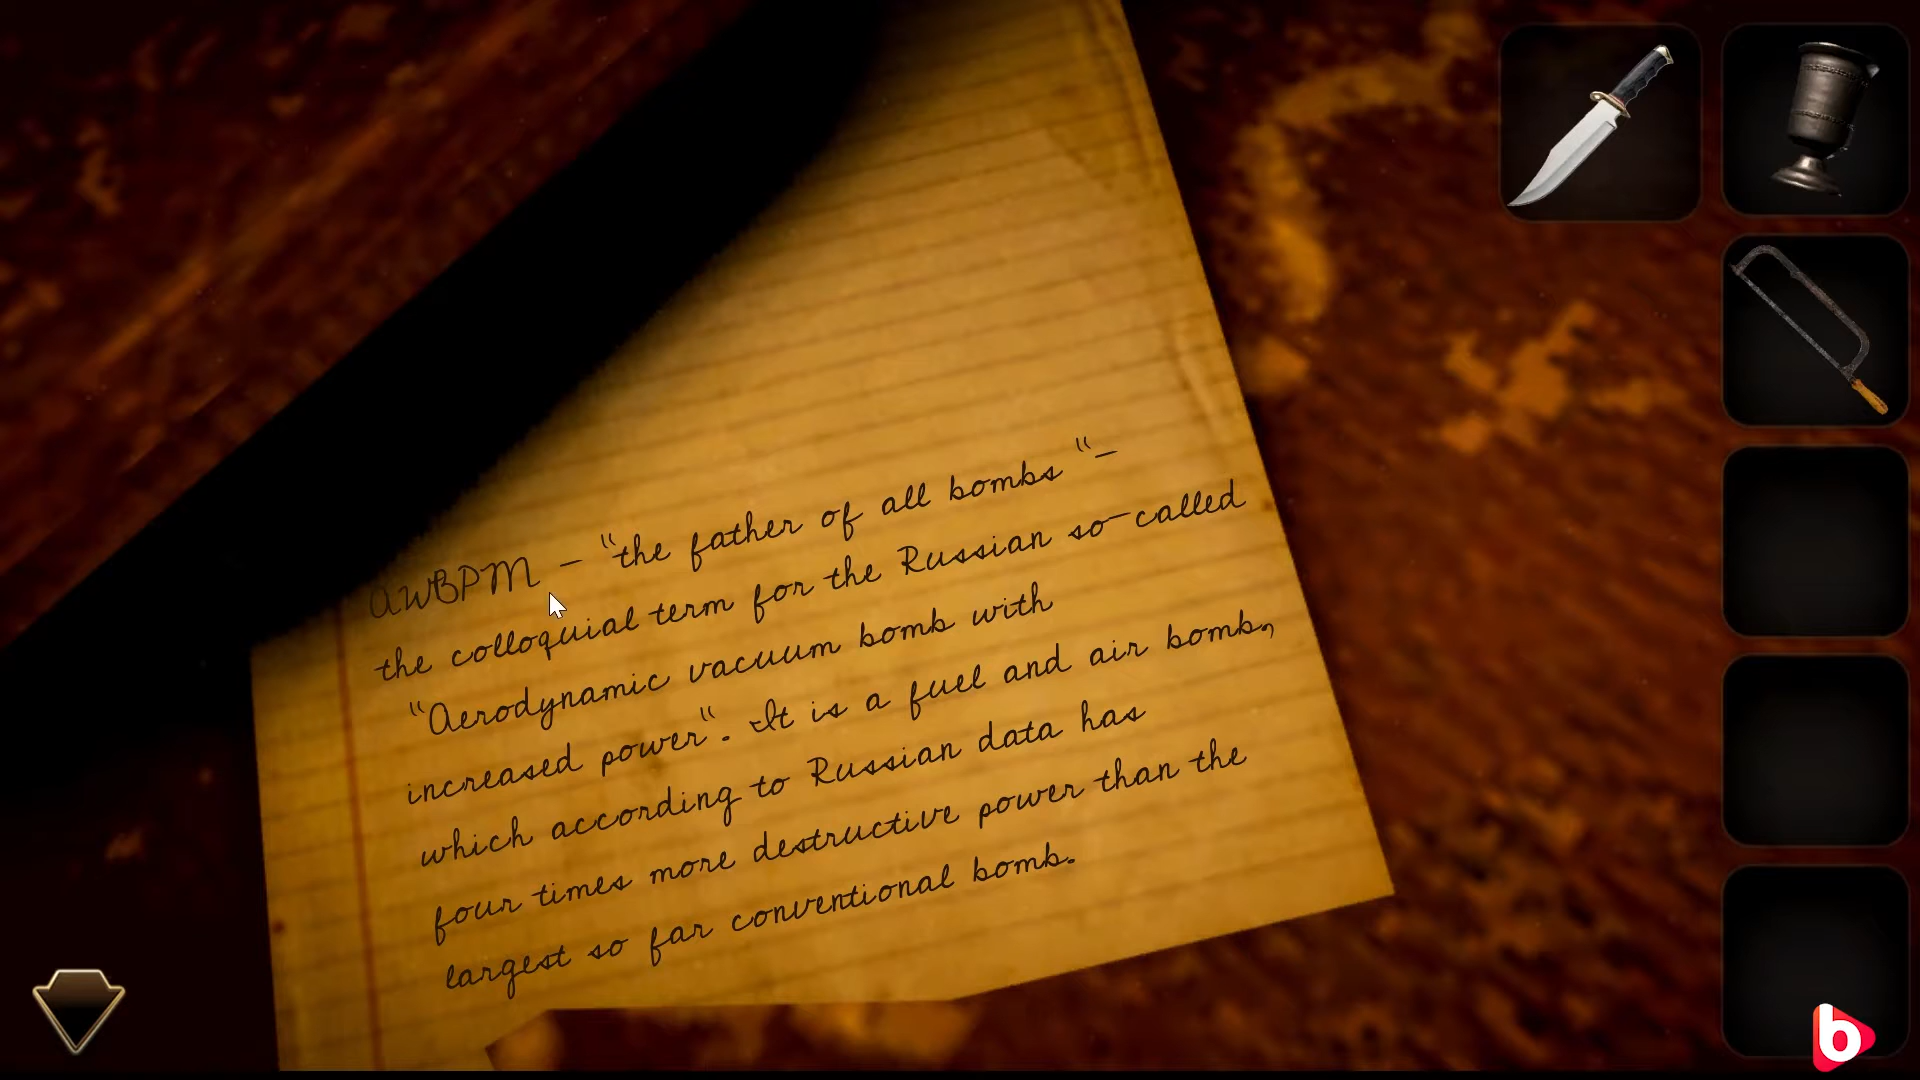 AWBPM - "the father of all bombs "-
the colloquial term for the Russian so-called
"Aerodynamic vacuum bomb with
increased power". It is a fuel and air bomb,
which according to Russian data has
four times more destructive power than the
largest so far conventional bomb.
b